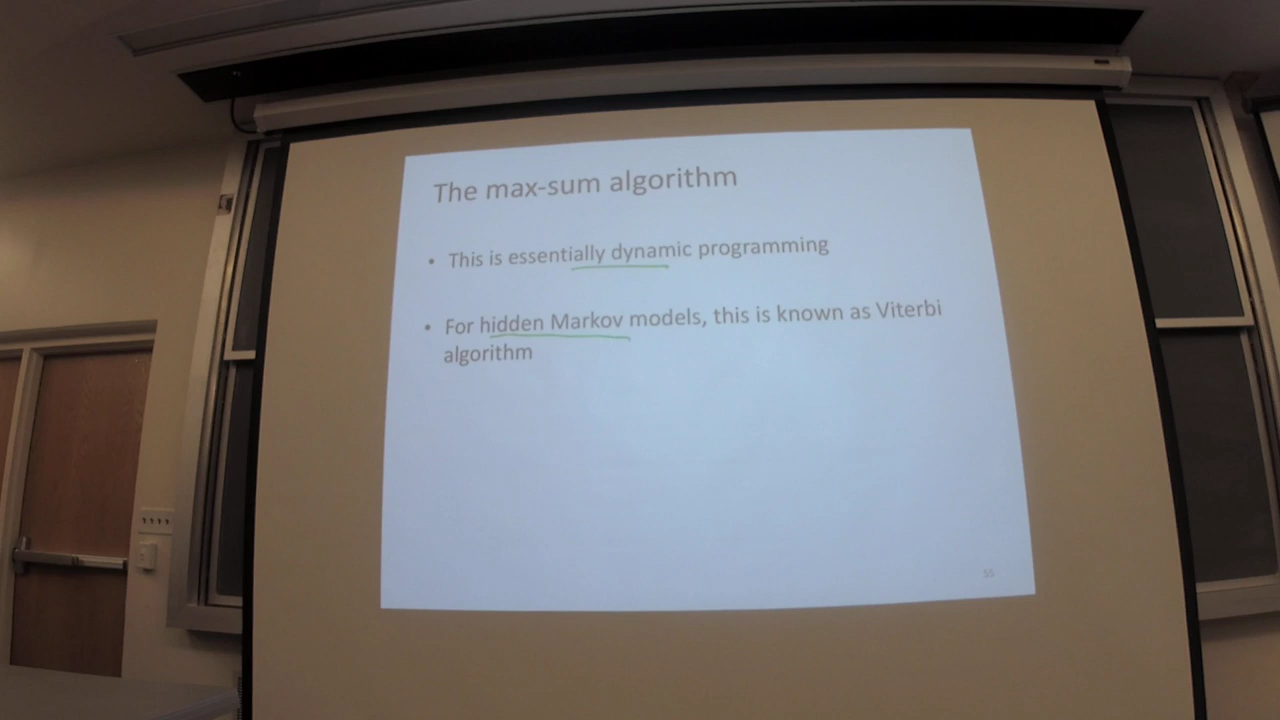 The max-sum algorithm
• This is essentially dynamic programming
• For hidden Markov models, this is known as Viterbi
algorithm
55